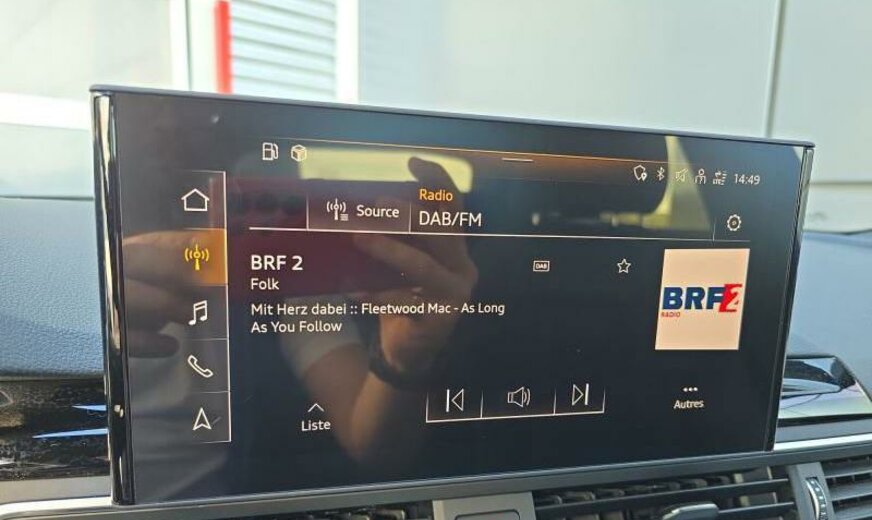 14:49
Source
Radio
DAB/FM
BRF 2
DAB
Folk
Mit Herz dabei :: Fleetwood Mac - As Long
As You Follow
BRF2
RADIO
Liste
Autres